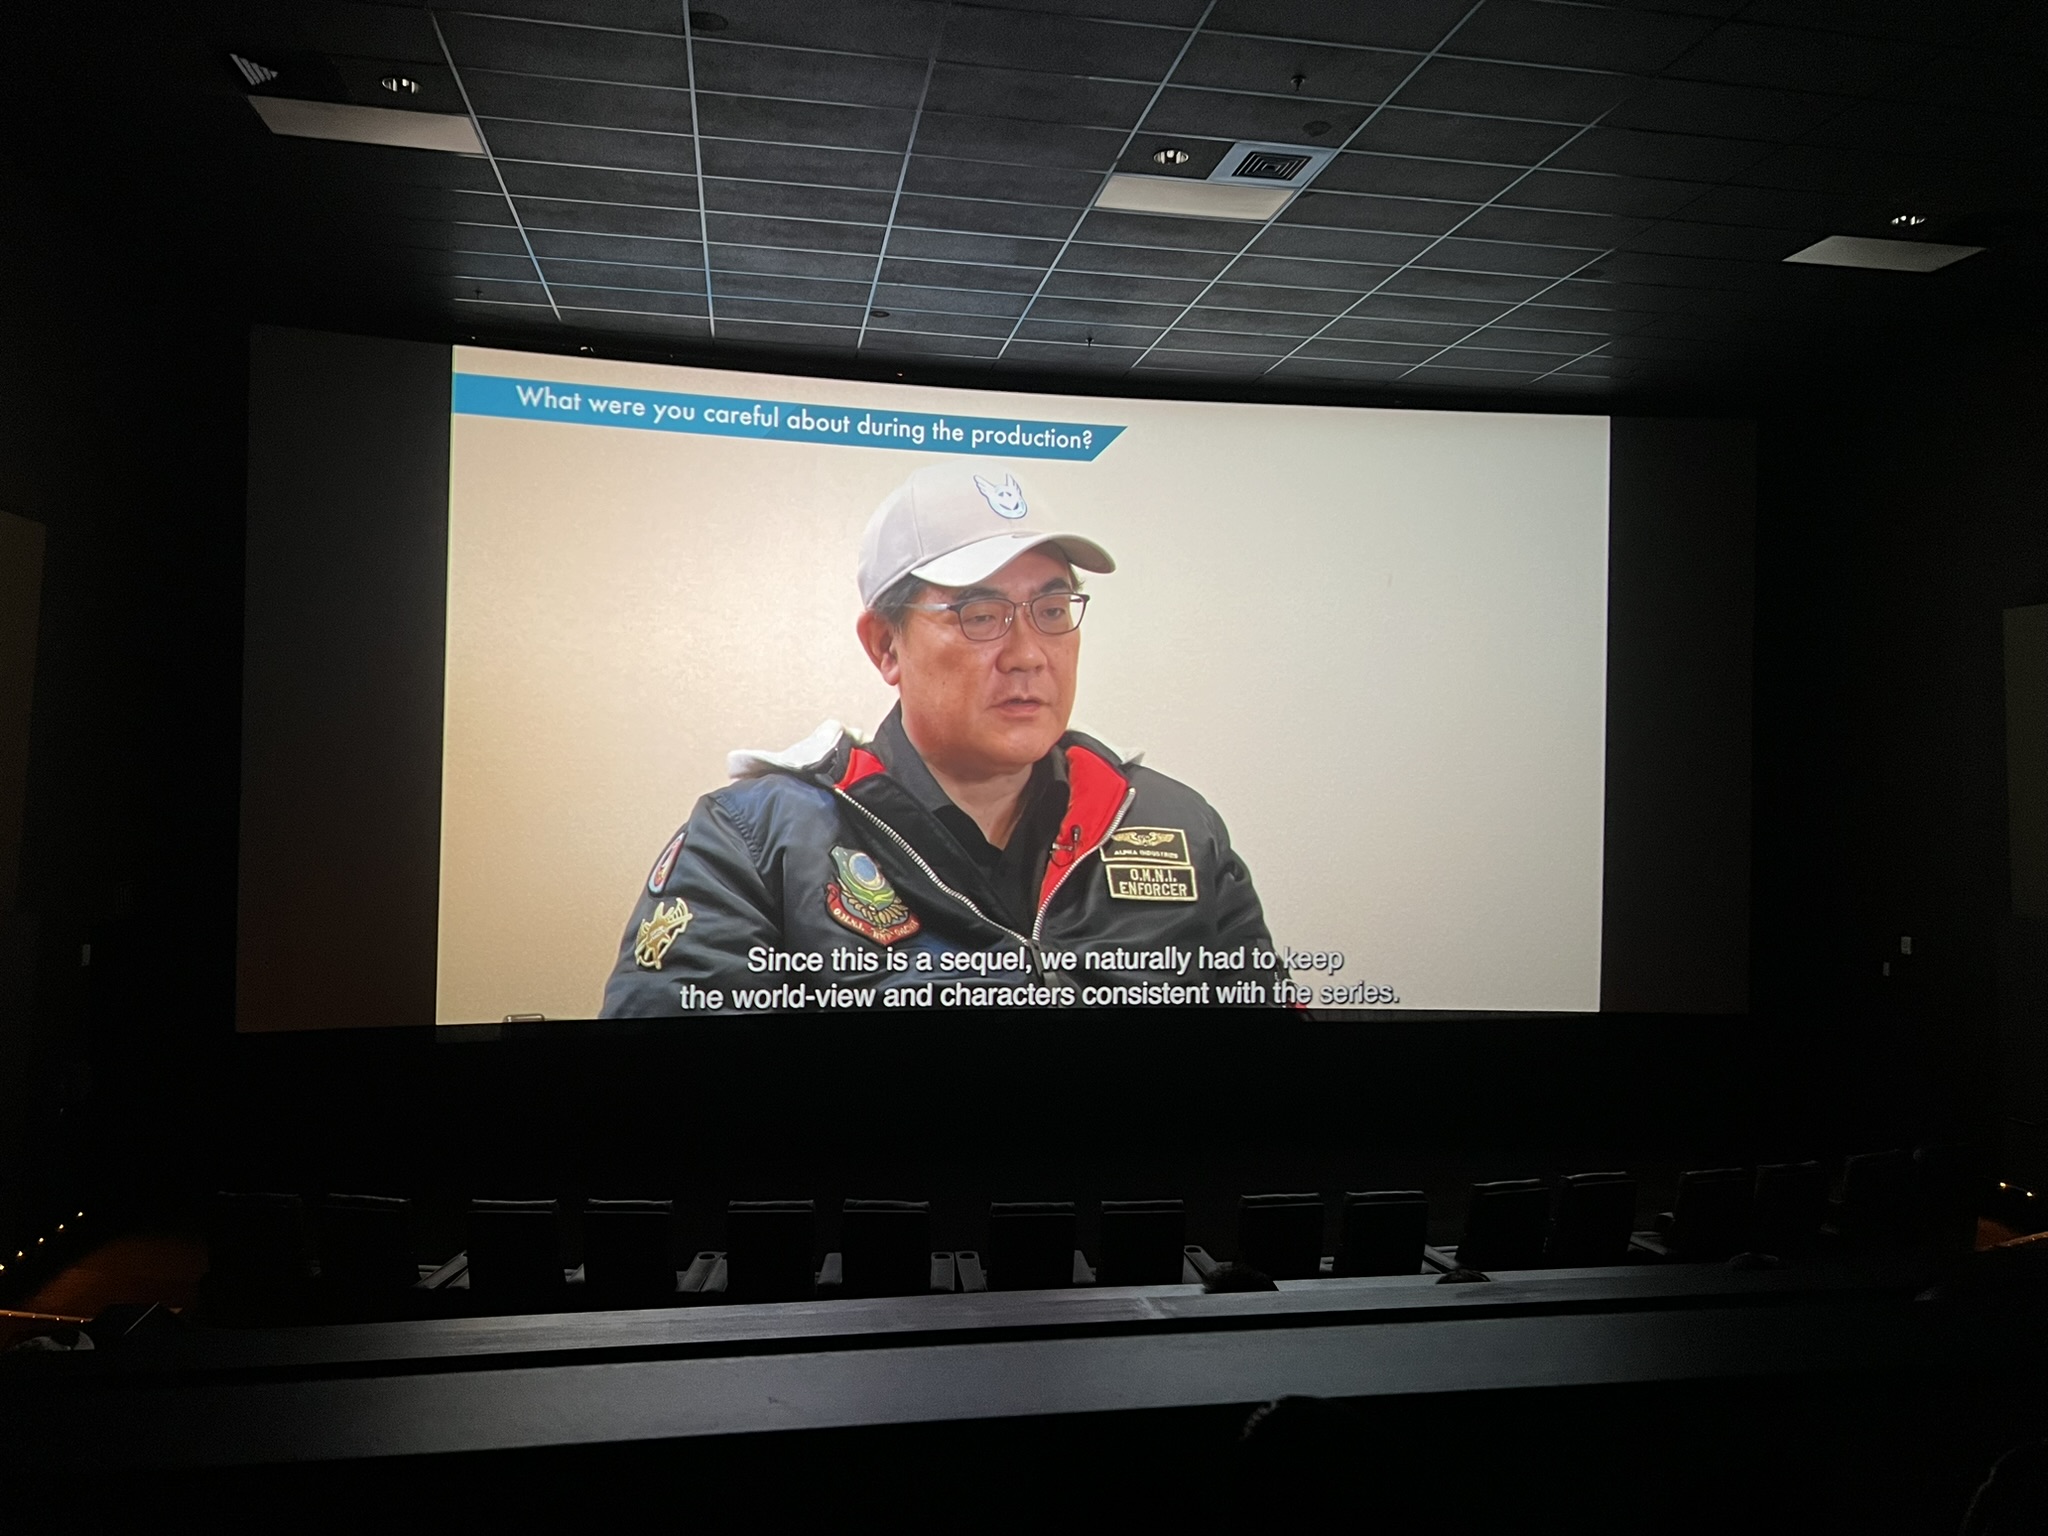 What were you careful about during the production?
ALPHA INDUSTRIES
O.M.N.I.
ENFORCER
O.M.N.I.
Since this is a sequel, we naturally had to keep
the world-view and characters consistent with the series.